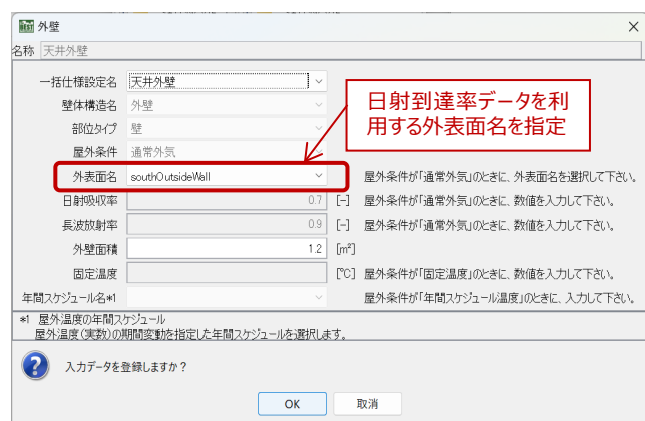 外壁
名称 天井外壁
一括仕様設定名 天井外壁
壁体構造名 外壁
部位タイプ 壁
屋外条件 通常外気
日射到達率データを利
用する外表面名を指定
外表面名 southOutsideWall 屋外条件が「通常外気」のときに、外表面名を選択して下さい。
日射吸収率 0.7 [-] 屋外条件が「通常外気」のときに、数値を入力して下さい。
長波放射率 0.9 [-] 屋外条件が「通常外気」のときに、数値を入力して下さい。
外壁面積 1.2 [m²]
固定温度 [℃] 屋外条件が「固定温度」のときに、数値を入力して下さい。
年間スケジュール名*1 屋外条件が「年間スケジュール温度」のときに、入力して下さい。
*1 屋外温度の年間スケジュール
屋外温度(実数)の期間変動を指定した年間スケジュールを選択します。
入力データを登録しますか?
OK 取消